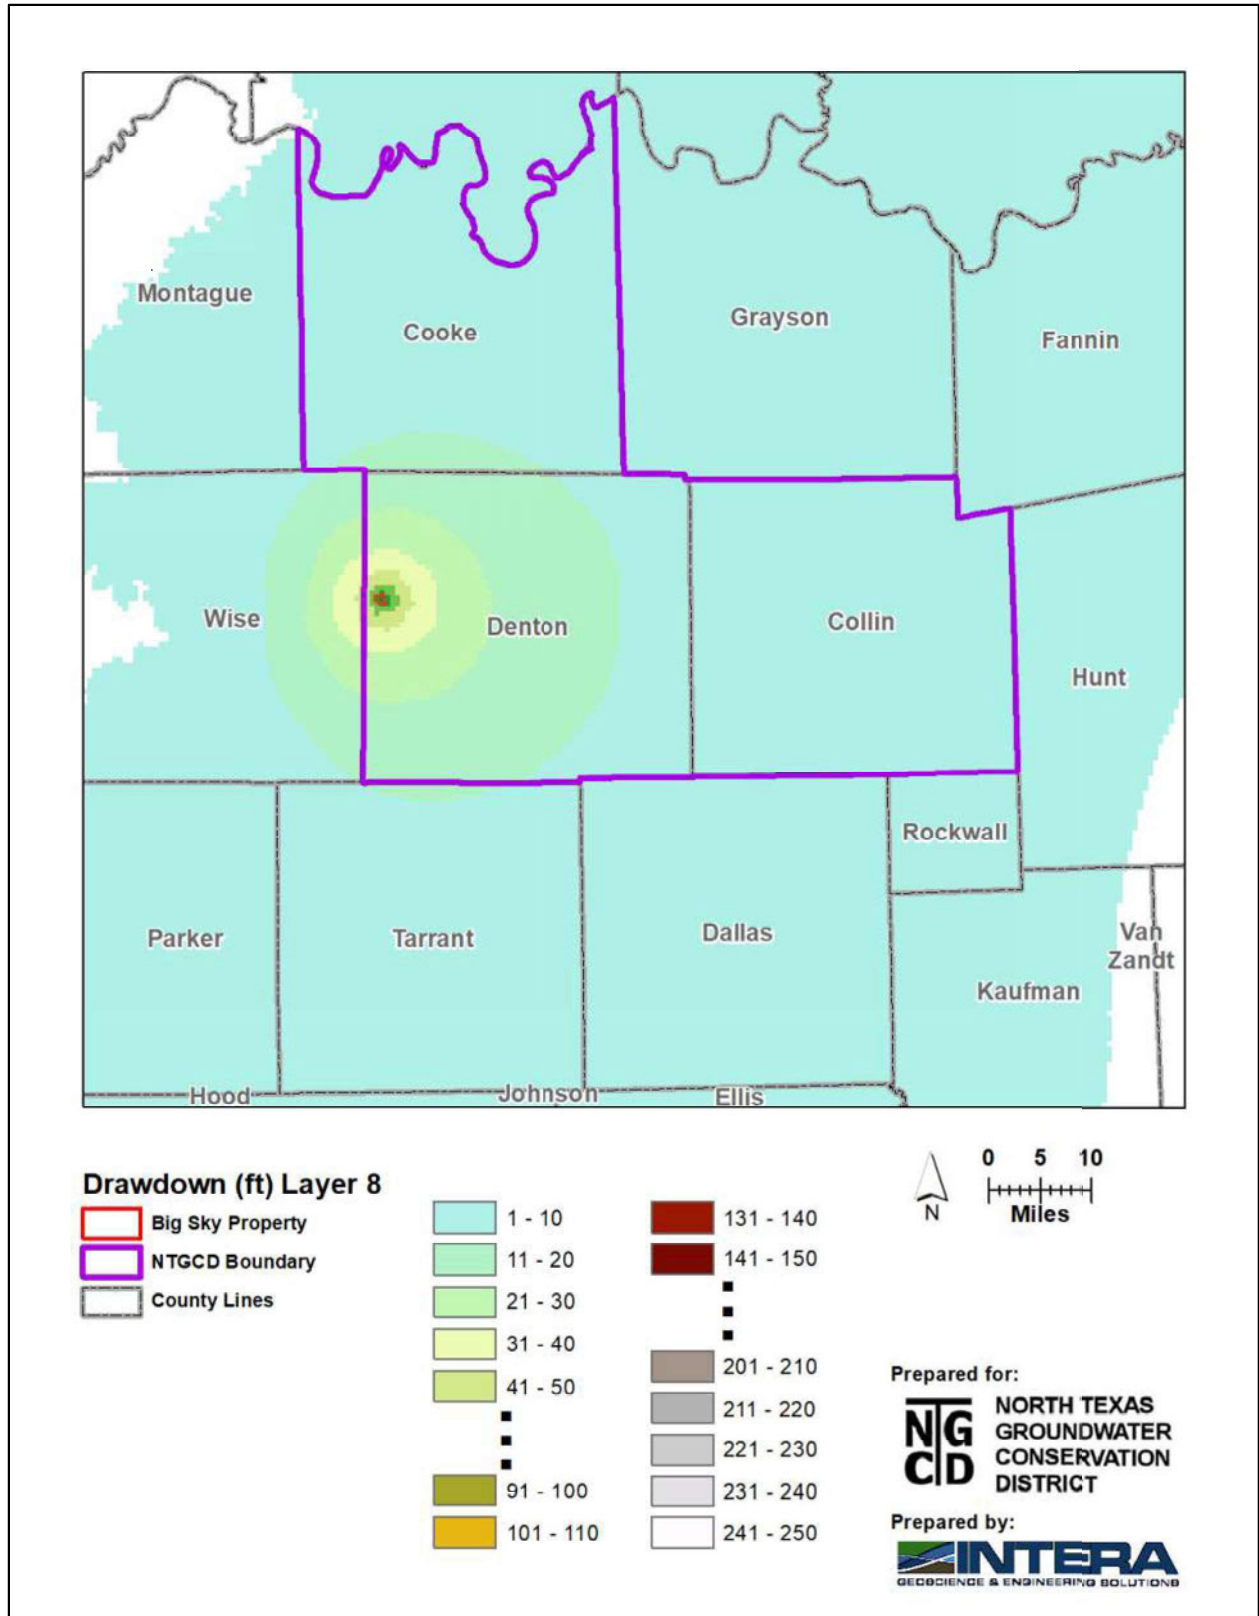 Montague
Cooke
Grayson
Fannin
Wise
Denton
Collin
Hunt
Rockwall
Parker
Tarrant
Dallas
Van
Zandt
Kaufman
Hood
Johnson
Ellis
Drawdown (ft) Layer 8
Big Sky Property
NTGCD Boundary
County Lines
1 - 10
11 - 20
21 - 30
31 - 40
41 - 50
91 - 100
101 - 110
131 - 140
141 - 150
201 - 210
211 - 220
221 - 230
231 - 240
241 - 250
N
0 5 10
Miles
Prepared for:
NTGCD
NORTH TEXAS
GROUNDWATER
CONSERVATION
DISTRICT
Prepared by:
INTERA
GEOSCIENCE & ENGINEERING SOLUTIONS